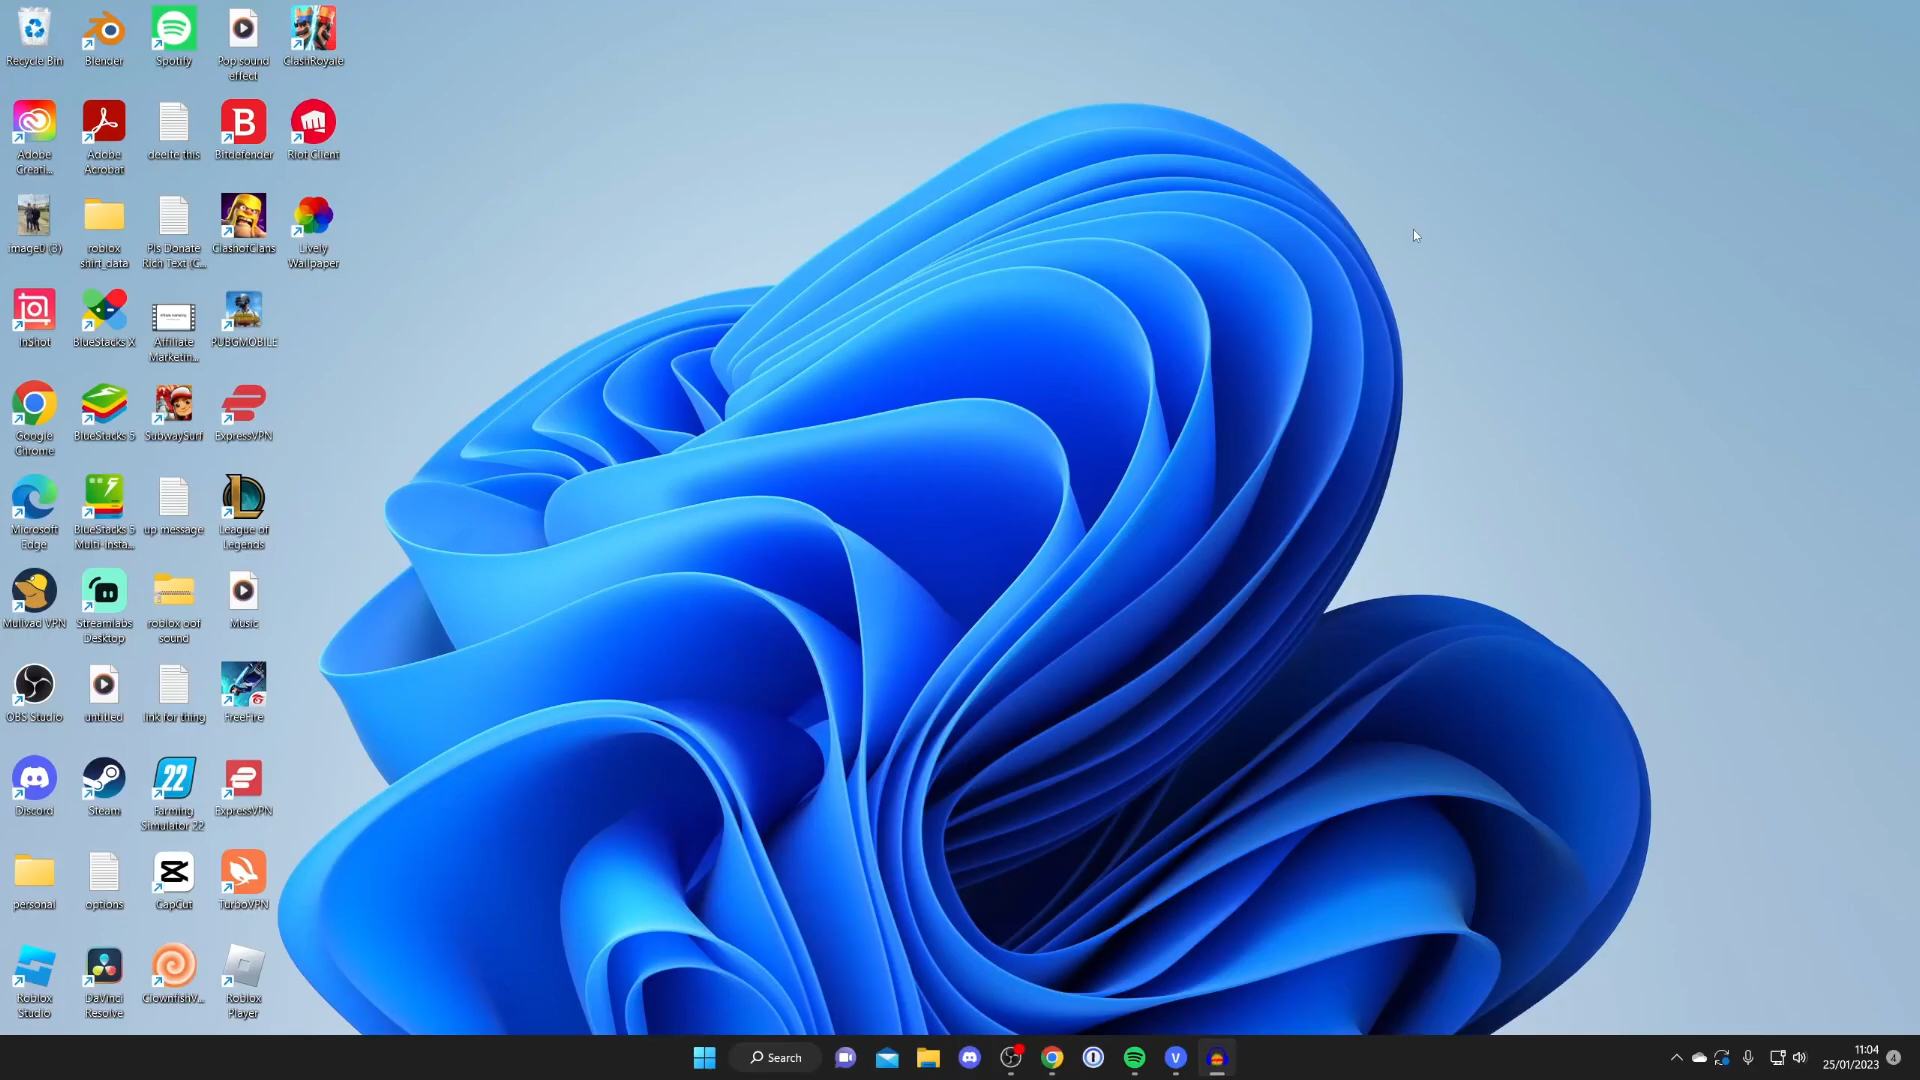 Recycle Bin
Blender
Spotify
Pop sound
effect
ClashRoyale
Adobe
Creati...
Adobe
Acrobat
deelte this
Bitdefender
Riot Client
image0 (3)
roblox
shirt_data
Pls Donate
Rich Text (C...
ClashofClans
Lively
Wallpaper
InShot
BlueStacks X
Affiliate
Marketin...
PUBGMOBILE
Google
Chrome
BlueStacks 5
SubwaySurf
ExpressVPN
Microsoft
Edge
BlueStacks 5
Multi-Insta...
up message
League of
Legends
Mullvad VPN
Streamlabs
Desktop
roblox oof
sound
Music
OBS Studio
untitled
link for thing
FreeFire
Discord
Steam
22
Farming
Simulator 22
ExpressVPN
personal
options
CapCut
TurboVPN
Roblox
Studio
DaVinci
Resolve
ClownfishV...
Roblox
Player
Search
11:04
25/01/2023
4